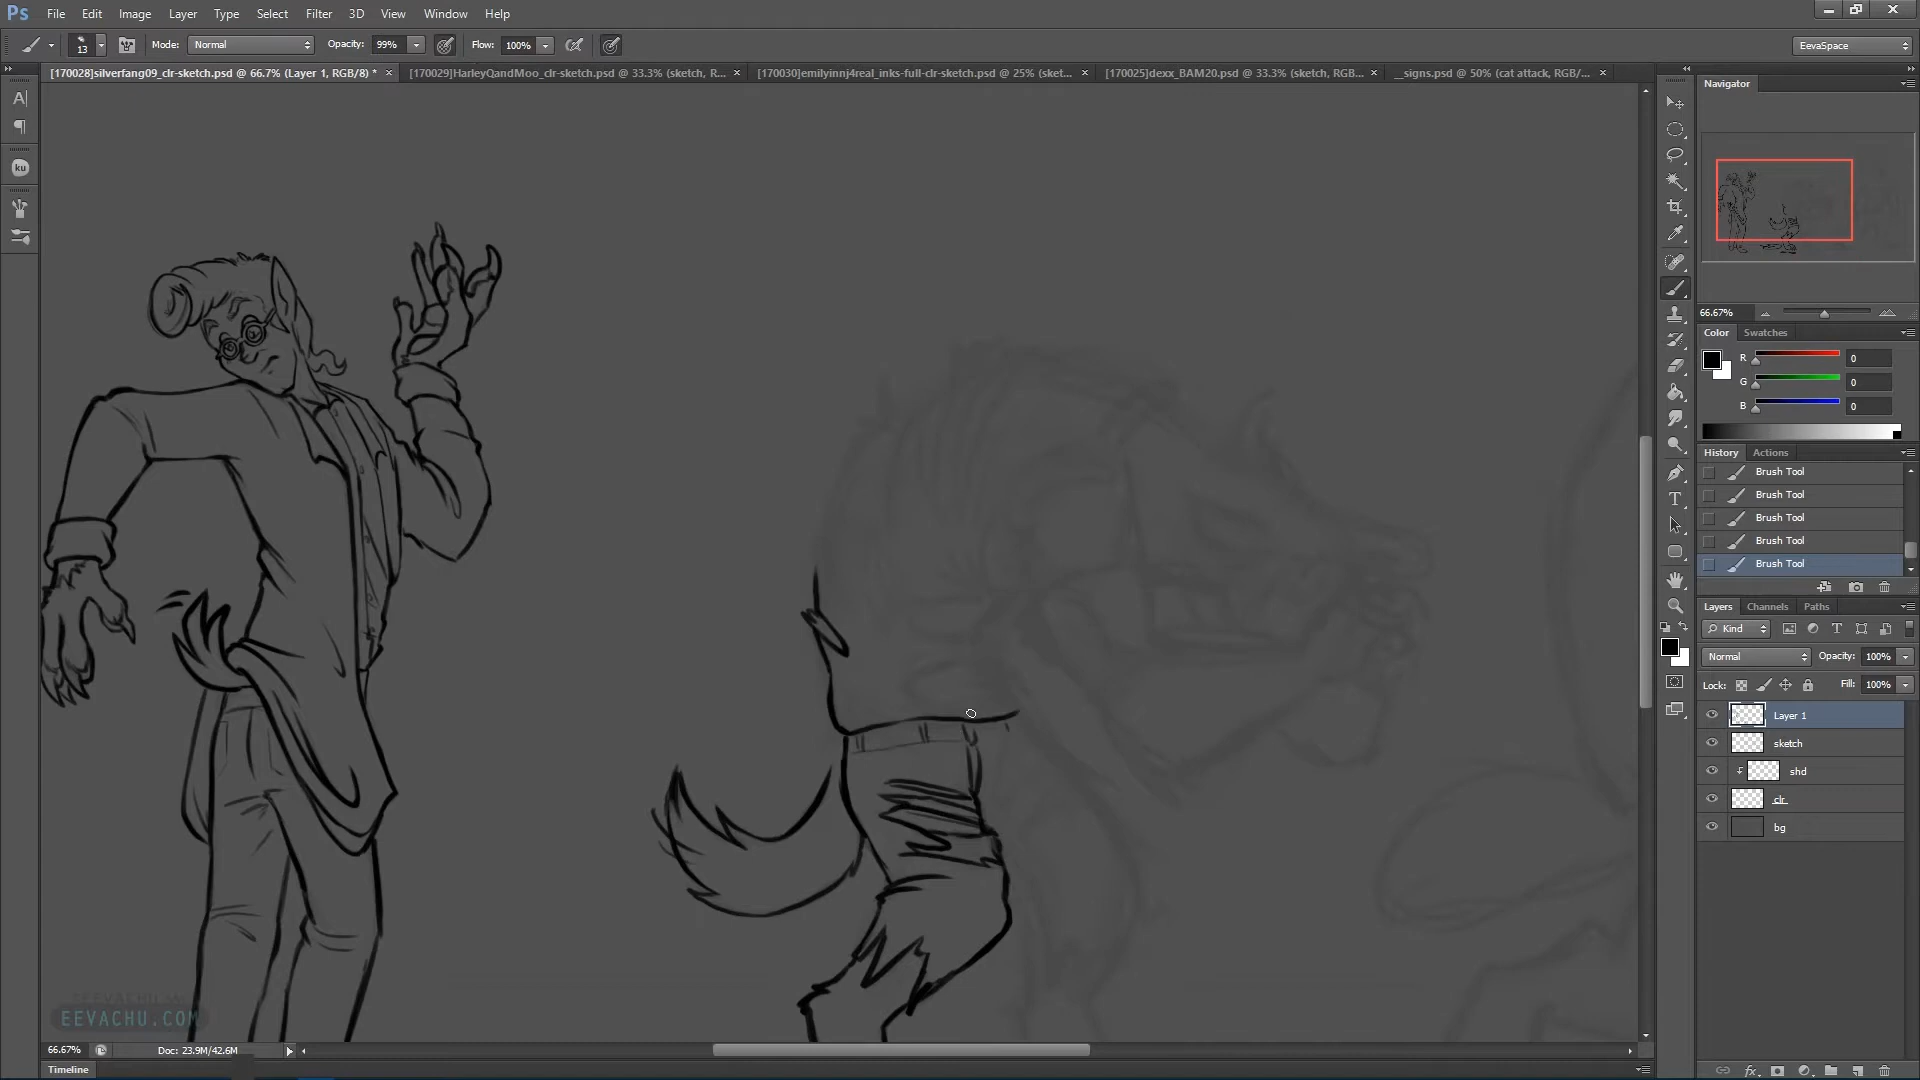 Ps File Edit Image Layer Type Select Filter 3D View Window Help
13 Mode: Normal Opacity: 99% Flow: 100% EevaSpace
[170028]silverfang09_clr-sketch.psd @ 66.7% (Layer 1, RGB/8) * × [170029]HarleyQandMoo_clr-sketch.psd @ 33.3% (sketch, R... × [170030]emilyinnj4real_inks-full-clr-sketch.psd @ 25% (sket... × [170025]dexx_BAM20.psd @ 33.3% (sketch, RGB... × __signs.psd @ 50% (cat attack, RGB/... ×
Navigator
66.67%
Color Swatches
R 0
G 0
B 0
History Actions
Brush Tool
Brush Tool
Brush Tool
Brush Tool
Brush Tool
Layers Channels Paths
Kind
Normal Opacity: 100%
Lock: Fill: 100%
Layer 1
sketch
shd
clr
bg
ku
EEVACHU.COM
66.67% Doc: 23.9M/42.6M
Timeline